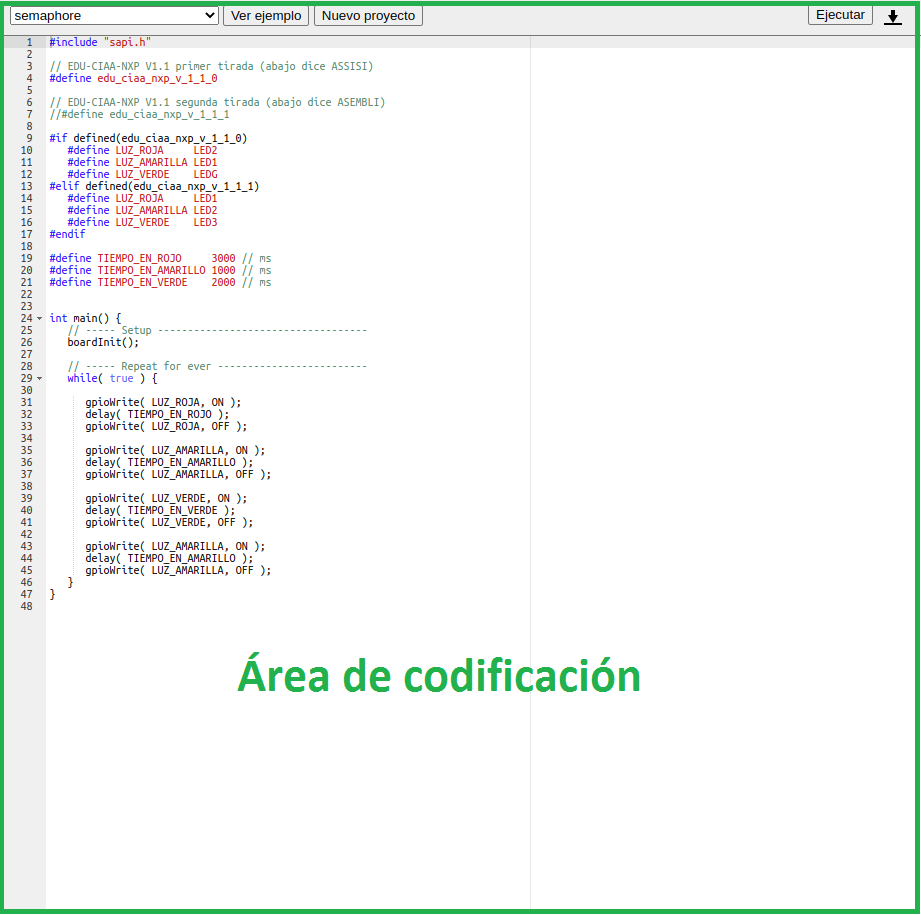 semaphore Ver ejemplo Nuevo proyecto Ejecutar
1 #include "sapi.h"
2
3 // EDU-CIAA-NXP V1.1 primer tirada (abajo dice ASSISI)
4 #define edu_ciaa_nxp_v_1_1_0
5
6 // EDU-CIAA-NXP V1.1 segunda tirada (abajo dice ASEMBLI)
7 //#define edu_ciaa_nxp_v_1_1_1
8
9 #if defined(edu_ciaa_nxp_v_1_1_0)
10    #define LUZ_ROJA     LED2
11    #define LUZ_AMARILLA LED1
12    #define LUZ_VERDE    LEDG
13 #elif defined(edu_ciaa_nxp_v_1_1_1)
14    #define LUZ_ROJA     LED1
15    #define LUZ_AMARILLA LED2
16    #define LUZ_VERDE    LED3
17 #endif
18
19 #define TIEMPO_EN_ROJO     3000 // ms
20 #define TIEMPO_EN_AMARILLO 1000 // ms
21 #define TIEMPO_EN_VERDE    2000 // ms
22
23
24 int main() {
25    // ----- Setup -----------------------------------
26    boardInit();
27
28    // ----- Repeat for ever -------------------------
29    while( true ) {
30
31       gpioWrite( LUZ_ROJA, ON );
32       delay( TIEMPO_EN_ROJO );
33       gpioWrite( LUZ_ROJA, OFF );
34
35       gpioWrite( LUZ_AMARILLA, ON );
36       delay( TIEMPO_EN_AMARILLO );
37       gpioWrite( LUZ_AMARILLA, OFF );
38
39       gpioWrite( LUZ_VERDE, ON );
40       delay( TIEMPO_EN_VERDE );
41       gpioWrite( LUZ_VERDE, OFF );
42
43       gpioWrite( LUZ_AMARILLA, ON );
44       delay( TIEMPO_EN_AMARILLO );
45       gpioWrite( LUZ_AMARILLA, OFF );
46    }
47 }
48
Área de codificación